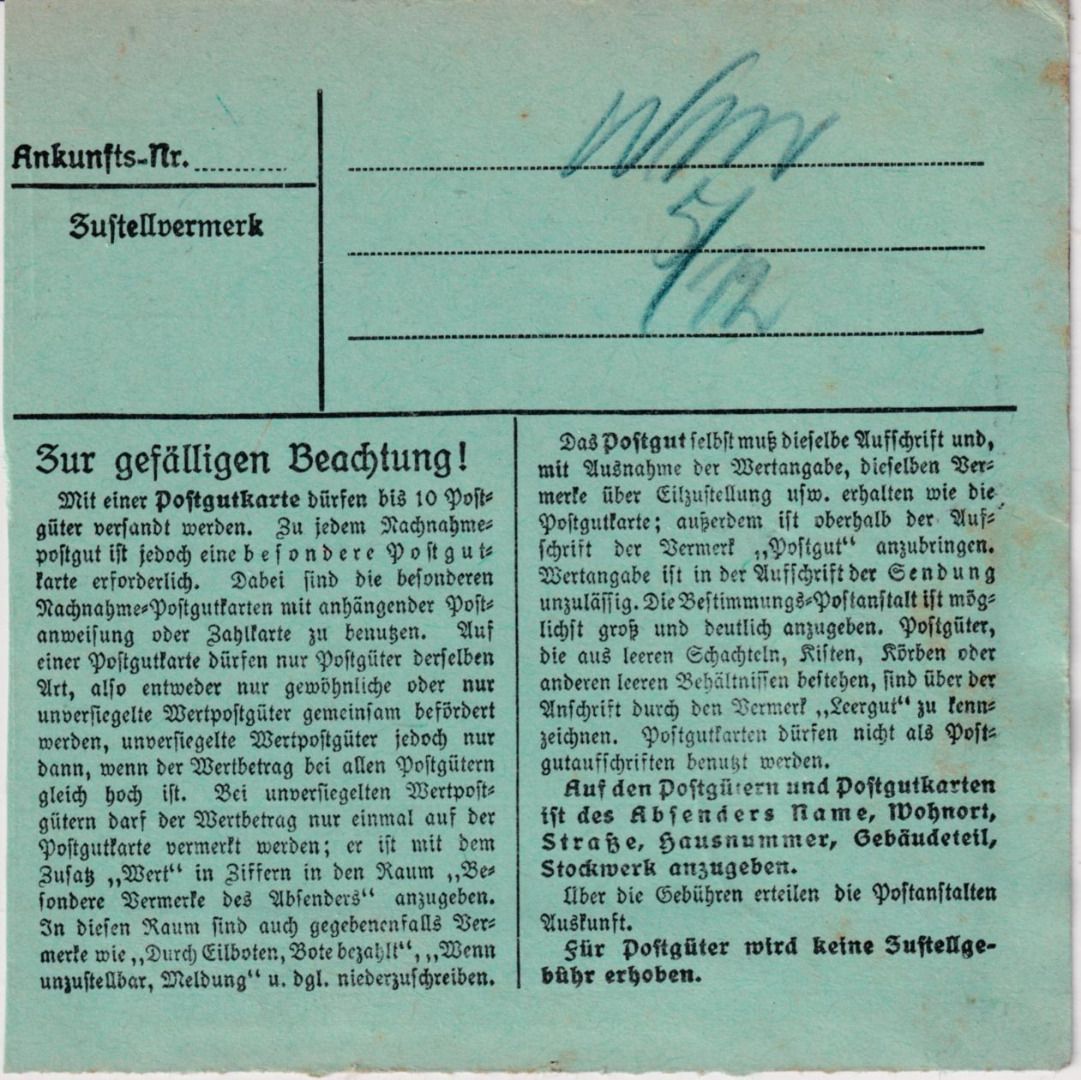 Ankunfts-Nr.
Zustellvermerk
5/12
Zur gefälligen Beachtung!
Mit einer Postgutkarte dürfen bis 10 Post-
güter versandt werden. Zu jedem Nachnahme-
postgut ist jedoch eine besondere Postgut-
karte erforderlich. Dabei sind die besonderen
Nachnahme-Postgutkarten mit anhängender Post-
anweisung oder Zahlkarte zu benutzen. Auf
einer Postgutkarte dürfen nur Postgüter derselben
Art, also entweder nur gewöhnliche oder nur
unversiegelte Wertpostgüter gemeinsam befördert
werden, unversiegelte Wertpostgüter jedoch nur
dann, wenn der Wertbetrag bei allen Postgütern
gleich hoch ist. Bei unversiegelten Wertpost-
gütern darf der Wertbetrag nur einmal auf der
Postgutkarte vermerkt werden; er ist mit dem
Zusatz „Wert“ in Ziffern in den Raum „Be-
sondere Vermerke des Absenders“ anzugeben.
In diesen Raum sind auch gegebenenfalls Ver-
merke wie „Durch Eilboten, Bote bezahlt“, „Wenn
unzustellbar, Meldung“ u. dgl. niederzuschreiben.
Das Postgut selbst muß dieselbe Aufschrift und,
mit Ausnahme der Wertangabe, dieselben Ver-
merke über Eilzustellung usw. erhalten wie die
Postgutkarte; außerdem ist oberhalb der Auf-
schrift der Vermerk „Postgut“ anzubringen.
Wertangabe ist in der Aufschrift der Sendung
unzulässig. Die Bestimmungs-Postanstalt ist mög-
lichst groß und deutlich anzugeben. Postgüter,
die aus leeren Schachteln, Kisten, Körben oder
anderen leeren Behältnissen bestehen, sind über der
Anschrift durch den Vermerk „Leergut“ zu kenn-
zeichnen. Postgutkarten dürfen nicht als Post-
gutaufschriften benutzt werden.
Auf den Postgütern und Postgutkarten
ist des Absenders Name, Wohnort,
Straße, Hausnummer, Gebäudeteil,
Stockwerk anzugeben.
Über die Gebühren erteilen die Postanstalten
Auskunft.
Für Postgüter wird keine Zustellge-
bühr erhoben.